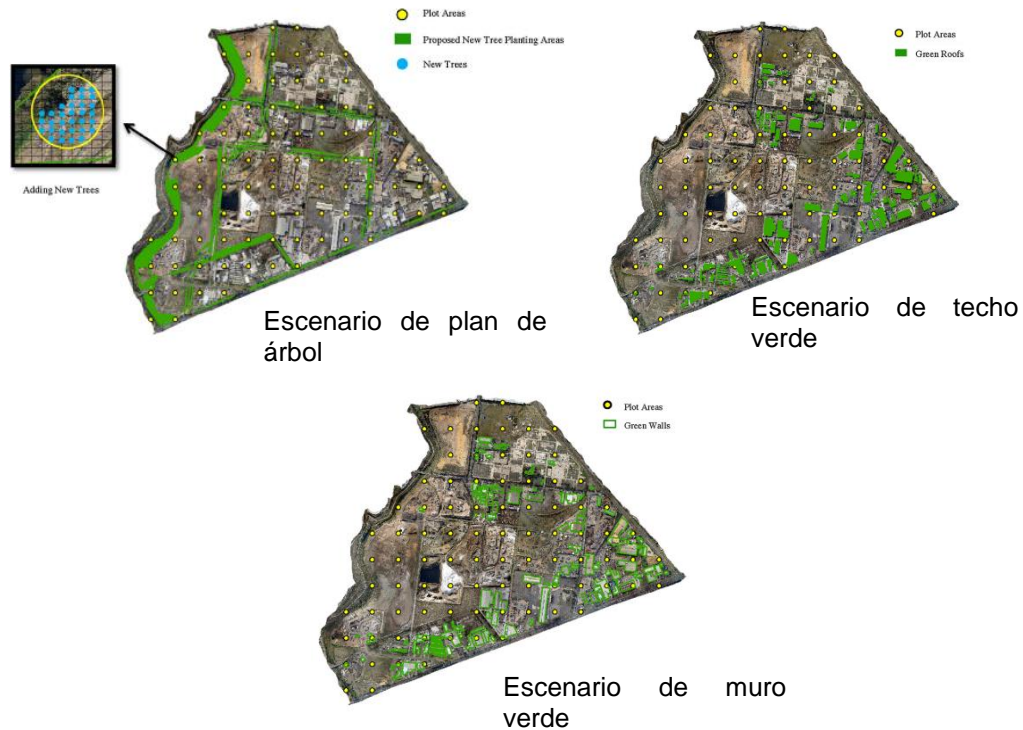 Plot Areas
Proposed New Tree Planting Areas
New Trees
Adding New Trees
Escenario de plan de
árbol
Plot Areas
Green Roofs
Escenario de techo
verde
Plot Areas
Green Walls
Escenario de muro
verde